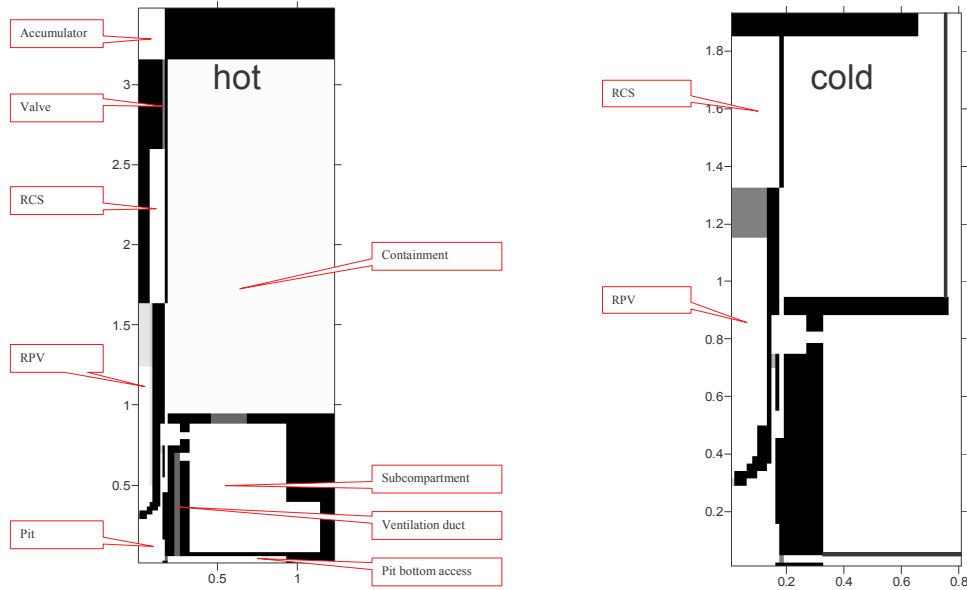 Accumulator
hot
3
Valve
2.5
RCS
2
Containment
1.5
RPV
1
Subcompartment
0.5
Ventilation duct
Pit
Pit bottom access
0.5
1
1.8
cold
RCS
1.6
1.4
1.2
1
RPV
0.8
0.6
0.4
0.2
0.2
0.4
0.6
0.8